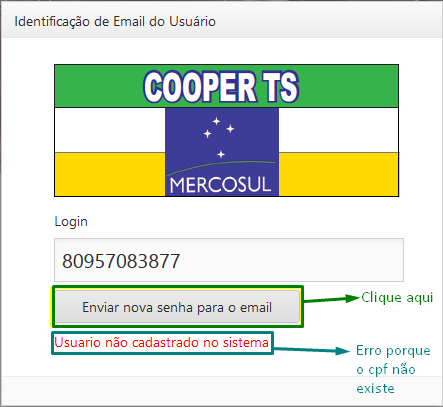 Identificação de Email do Usuário
COOPER TS
MERCOSUL
Login
80957083877
Enviar nova senha para o email
Clique aqui
Usuario não cadastrado no sistema
Erro porque
o cpf não
existe